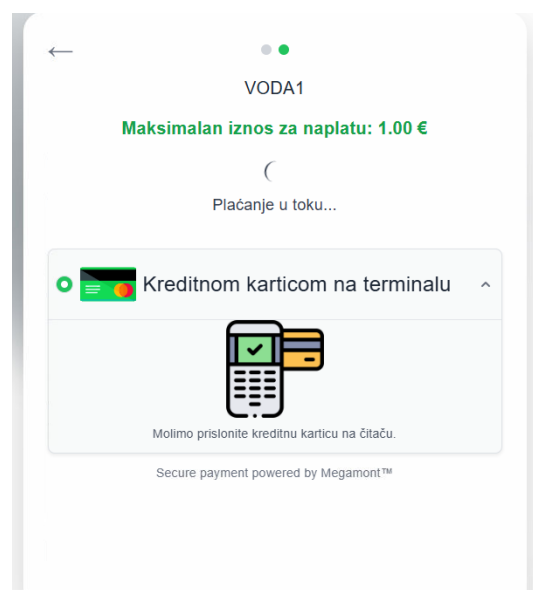 VODA1
Maksimalan iznos za naplatu: 1.00 €
Plaćanje u toku...
Kreditnom karticom na terminalu
Molimo prislonite kreditnu karticu na čitaču.
Secure payment powered by Megamont™